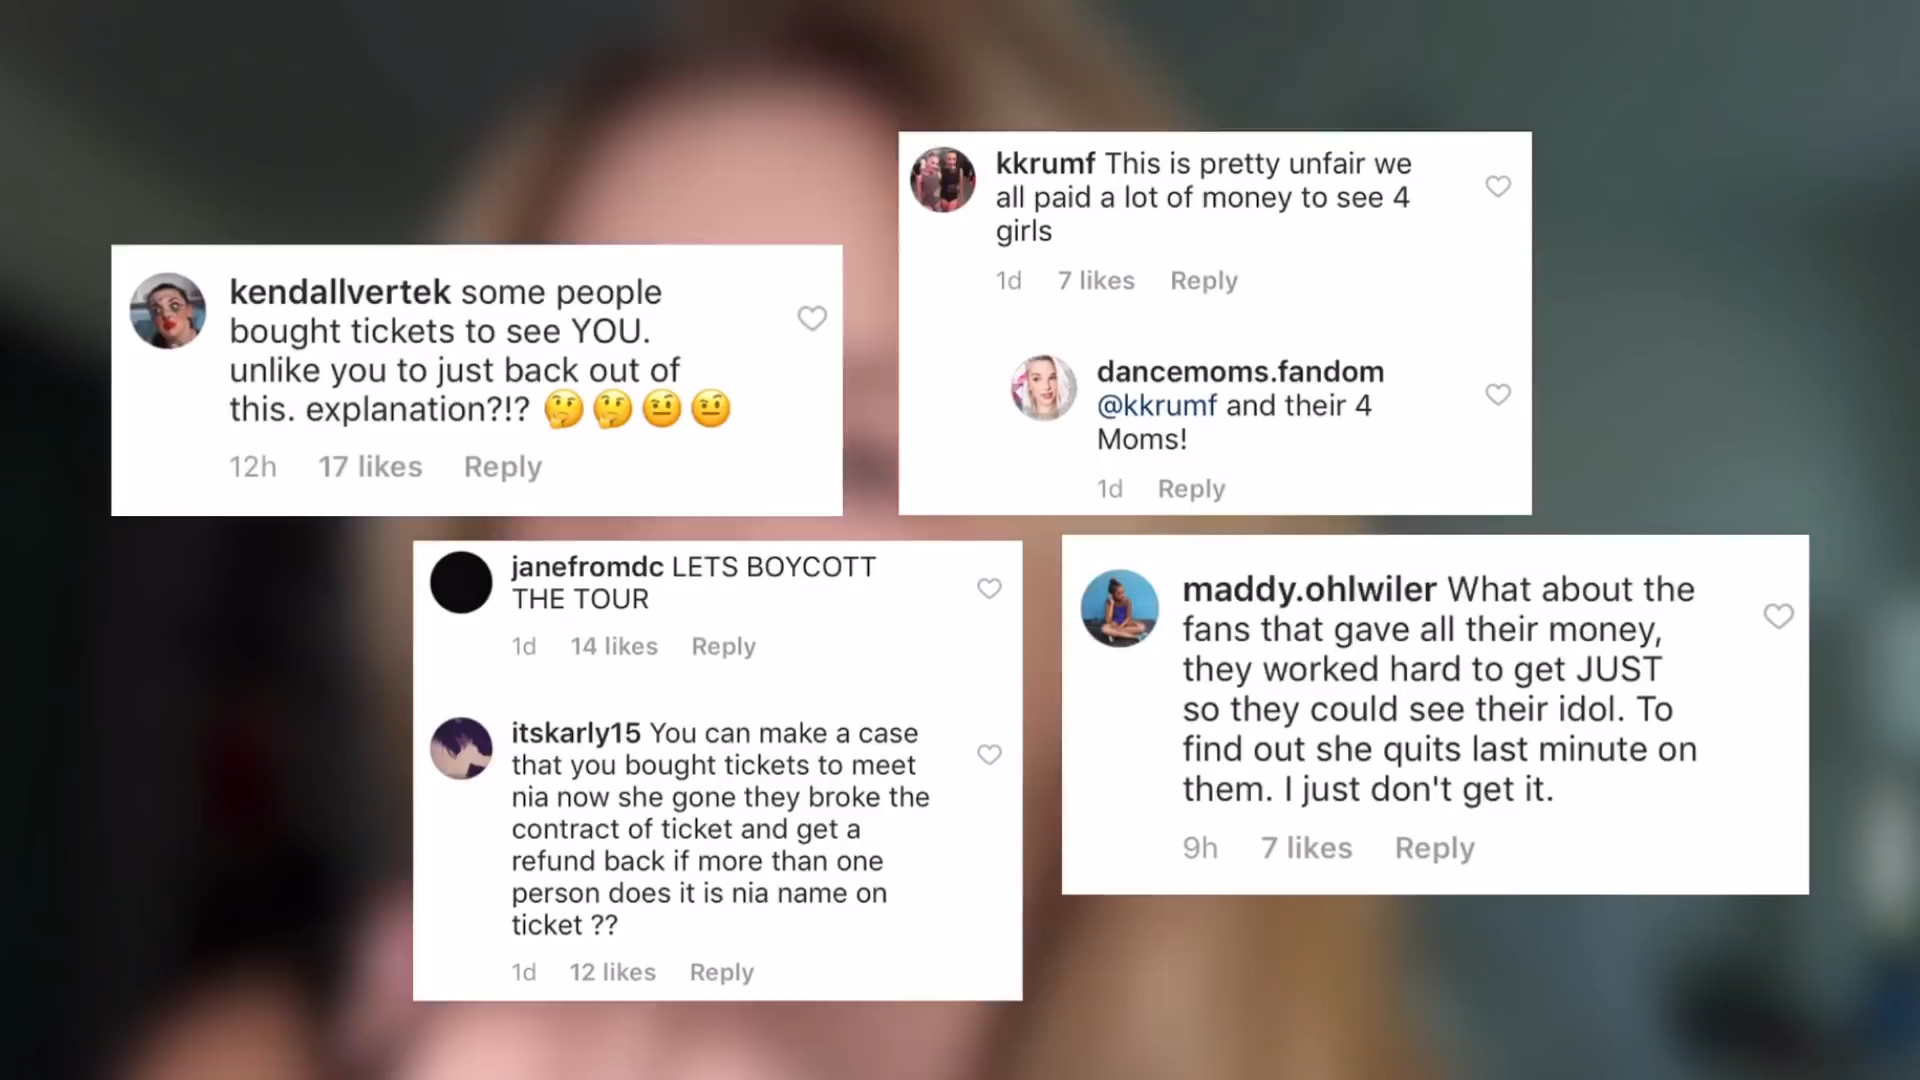 kendallvertek some people
bought tickets to see YOU.
unlike you to just back out of
this. explanation?!? 🤔🤔🤨🤨
12h 17 likes Reply
kkrumf This is pretty unfair we
all paid a lot of money to see 4
girls
1d 7 likes Reply
dancemoms.fandom
@kkrumf and their 4
Moms!
1d Reply
janefromdc LETS BOYCOTT
THE TOUR
1d 14 likes Reply
itskarly15 You can make a case
that you bought tickets to meet
nia now she gone they broke the
contract of ticket and get a
refund back if more than one
person does it is nia name on
ticket ??
1d 12 likes Reply
maddy.ohlwiler What about the
fans that gave all their money,
they worked hard to get JUST
so they could see their idol. To
find out she quits last minute on
them. I just don't get it.
9h 7 likes Reply